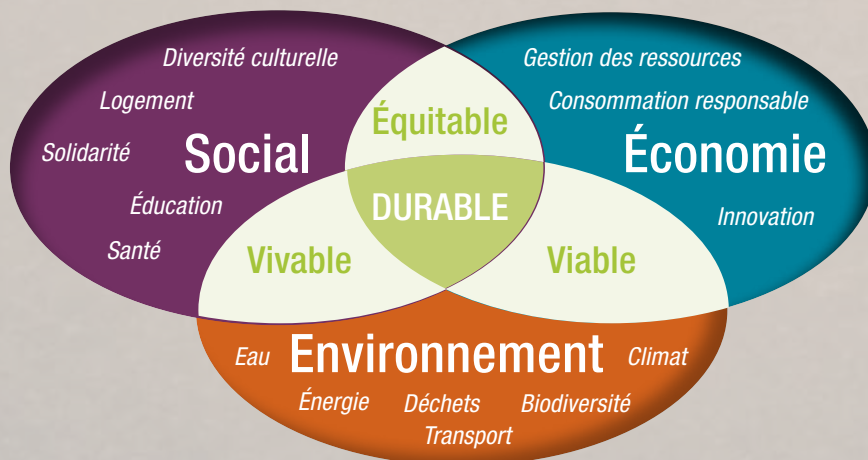 Diversité culturelle
Logement
Solidarité
Social
Éducation
Santé
Équitable
DURABLE
Vivable
Viable
Gestion des ressources
Consommation responsable
Économie
Innovation
Eau
Environnement
Climat
Énergie
Déchets
Biodiversité
Transport